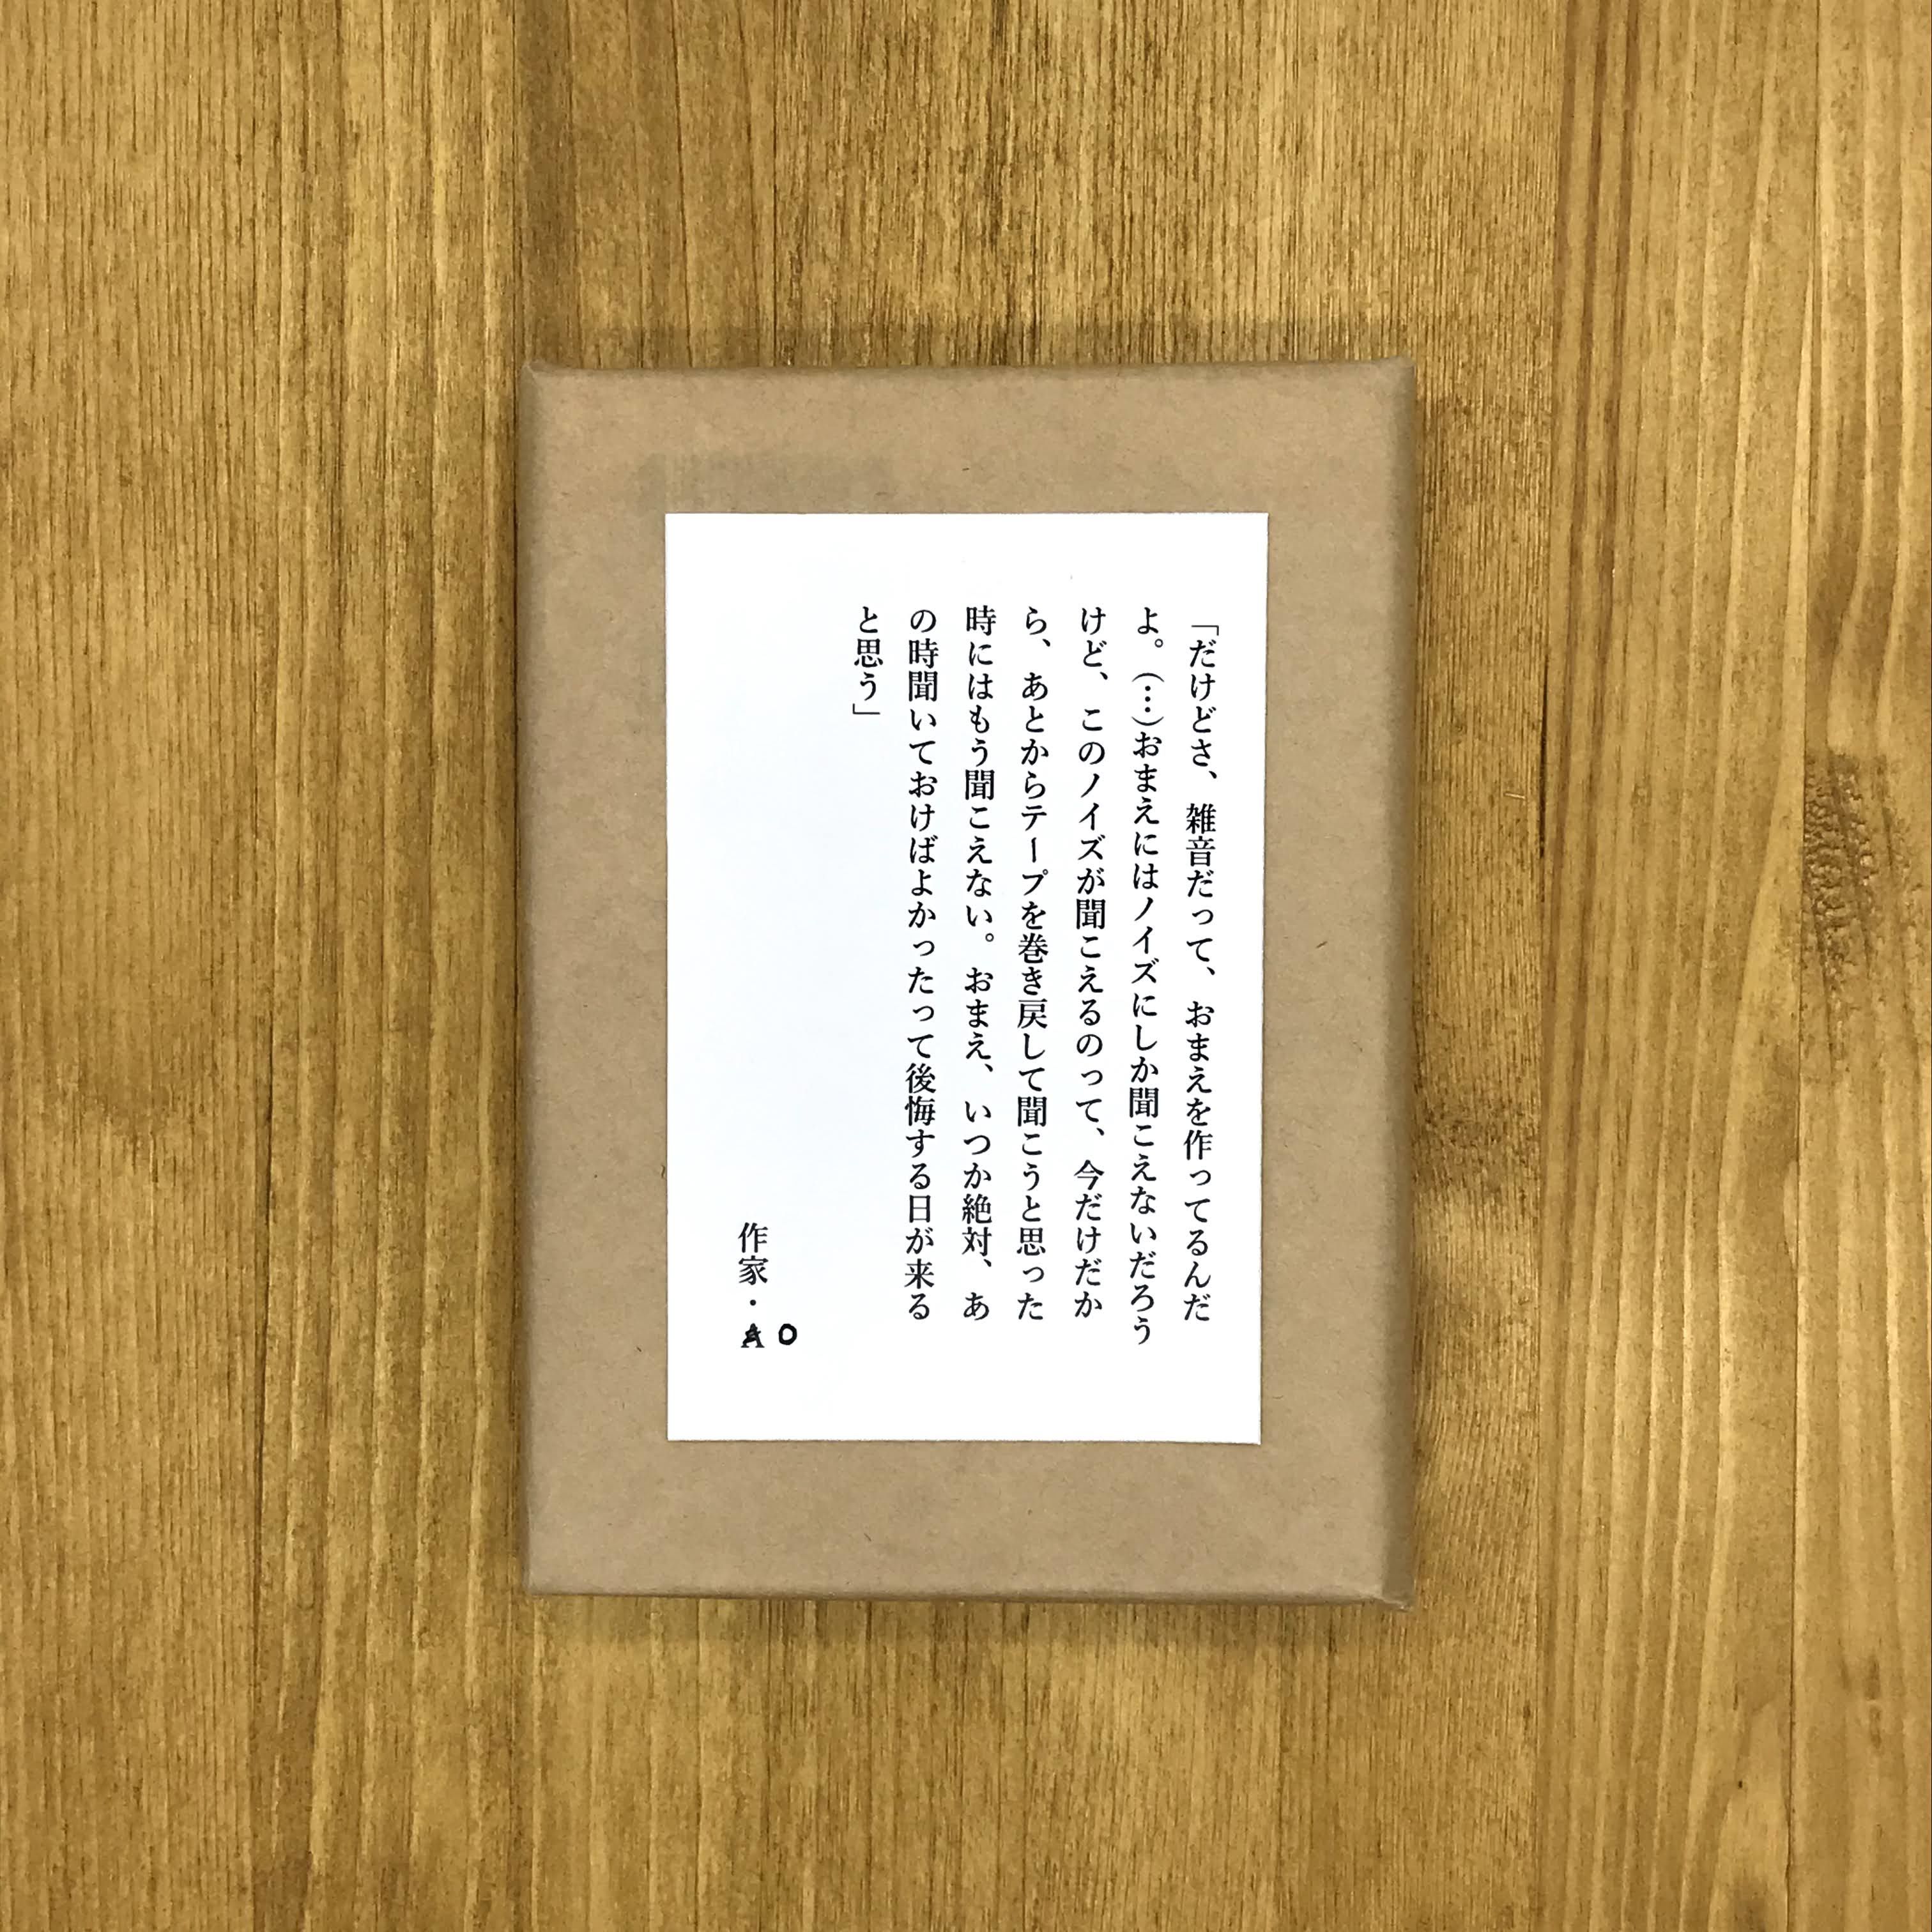 「だけどさ、雑音だって、おまえを作ってるんだ
よ。(…)おまえにはノイズにしか聞こえないだろう
けど、このノイズが聞こえるのって、今だけだか
ら、あとからテープを巻き戻して聞こうと思った
時にはもう聞こえない。おまえ、いつか絶対、あ
の時聞いておけばよかったって後悔する日が来る
と思う」
O
作家・A